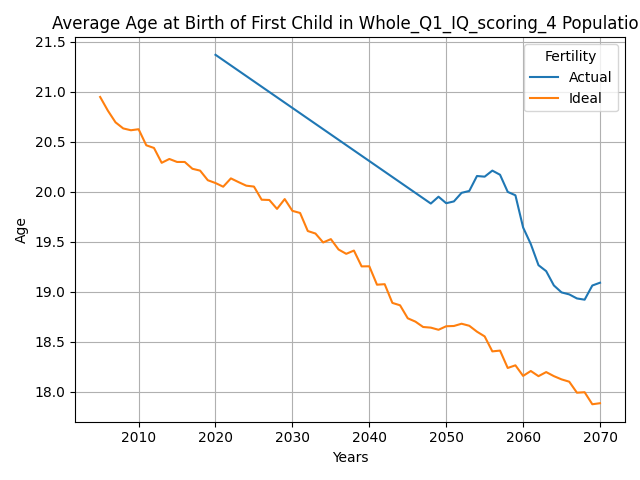 Average Age at Birth of First Child in Whole_Q1_IQ_scoring_4 Populatio
21.5
21.0
20.5
20.0
19.5
19.0
18.5
18.0
Age
Fertility
Actual
Ideal
2010 2020 2030 2040 2050 2060 2070
Years